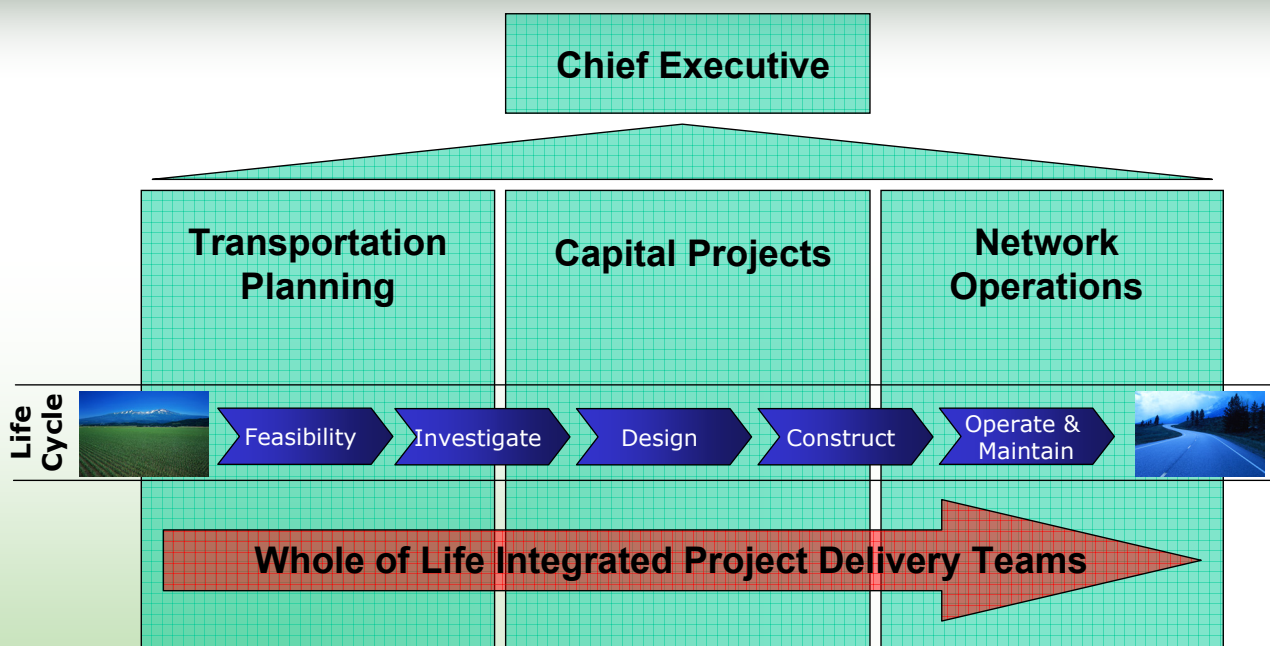 Chief Executive
Transportation
Planning
Capital Projects
Network
Operations
Life
Cycle
Feasibility
Investigate
Design
Construct
Operate &
Maintain
Whole of Life Integrated Project Delivery Teams